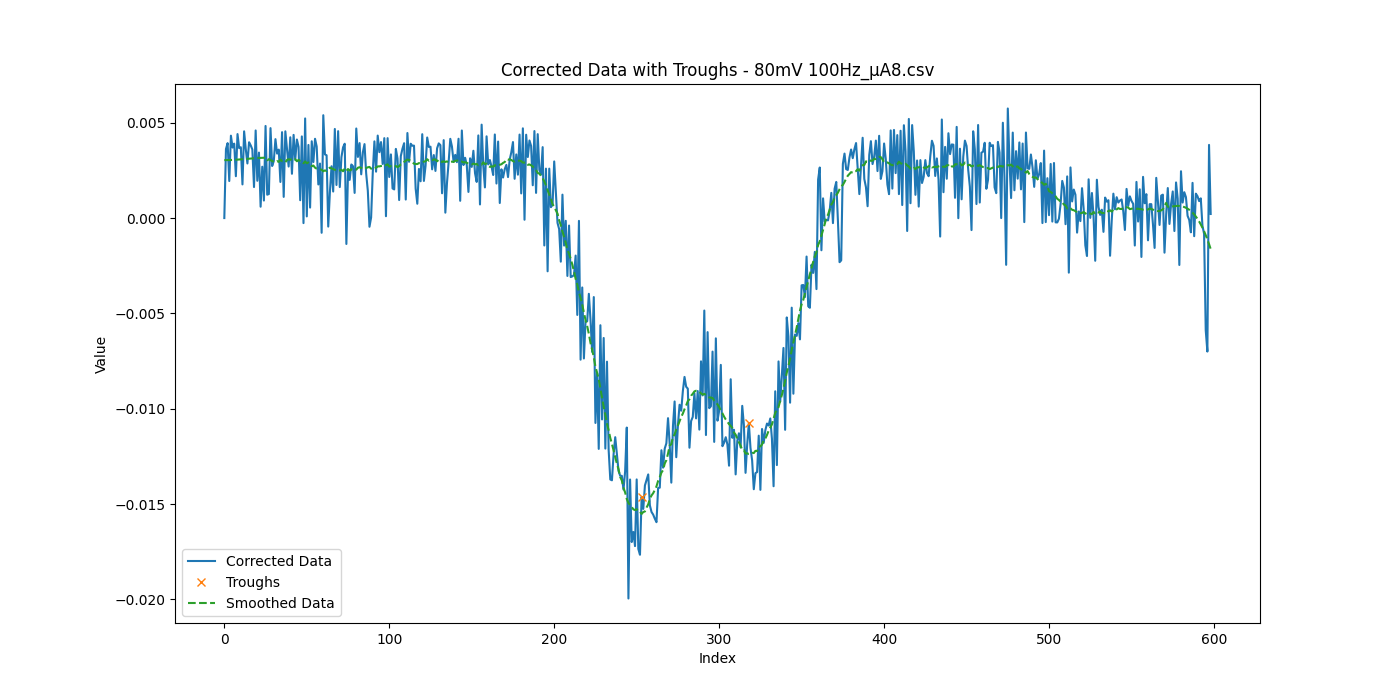 Corrected Data with Troughs - 80mV 100Hz_µA8.csv
0.005
0.000
−0.005
−0.010
−0.015
−0.020
Value
Corrected Data
Troughs
Smoothed Data
0 100 200 300 400 500 600
Index